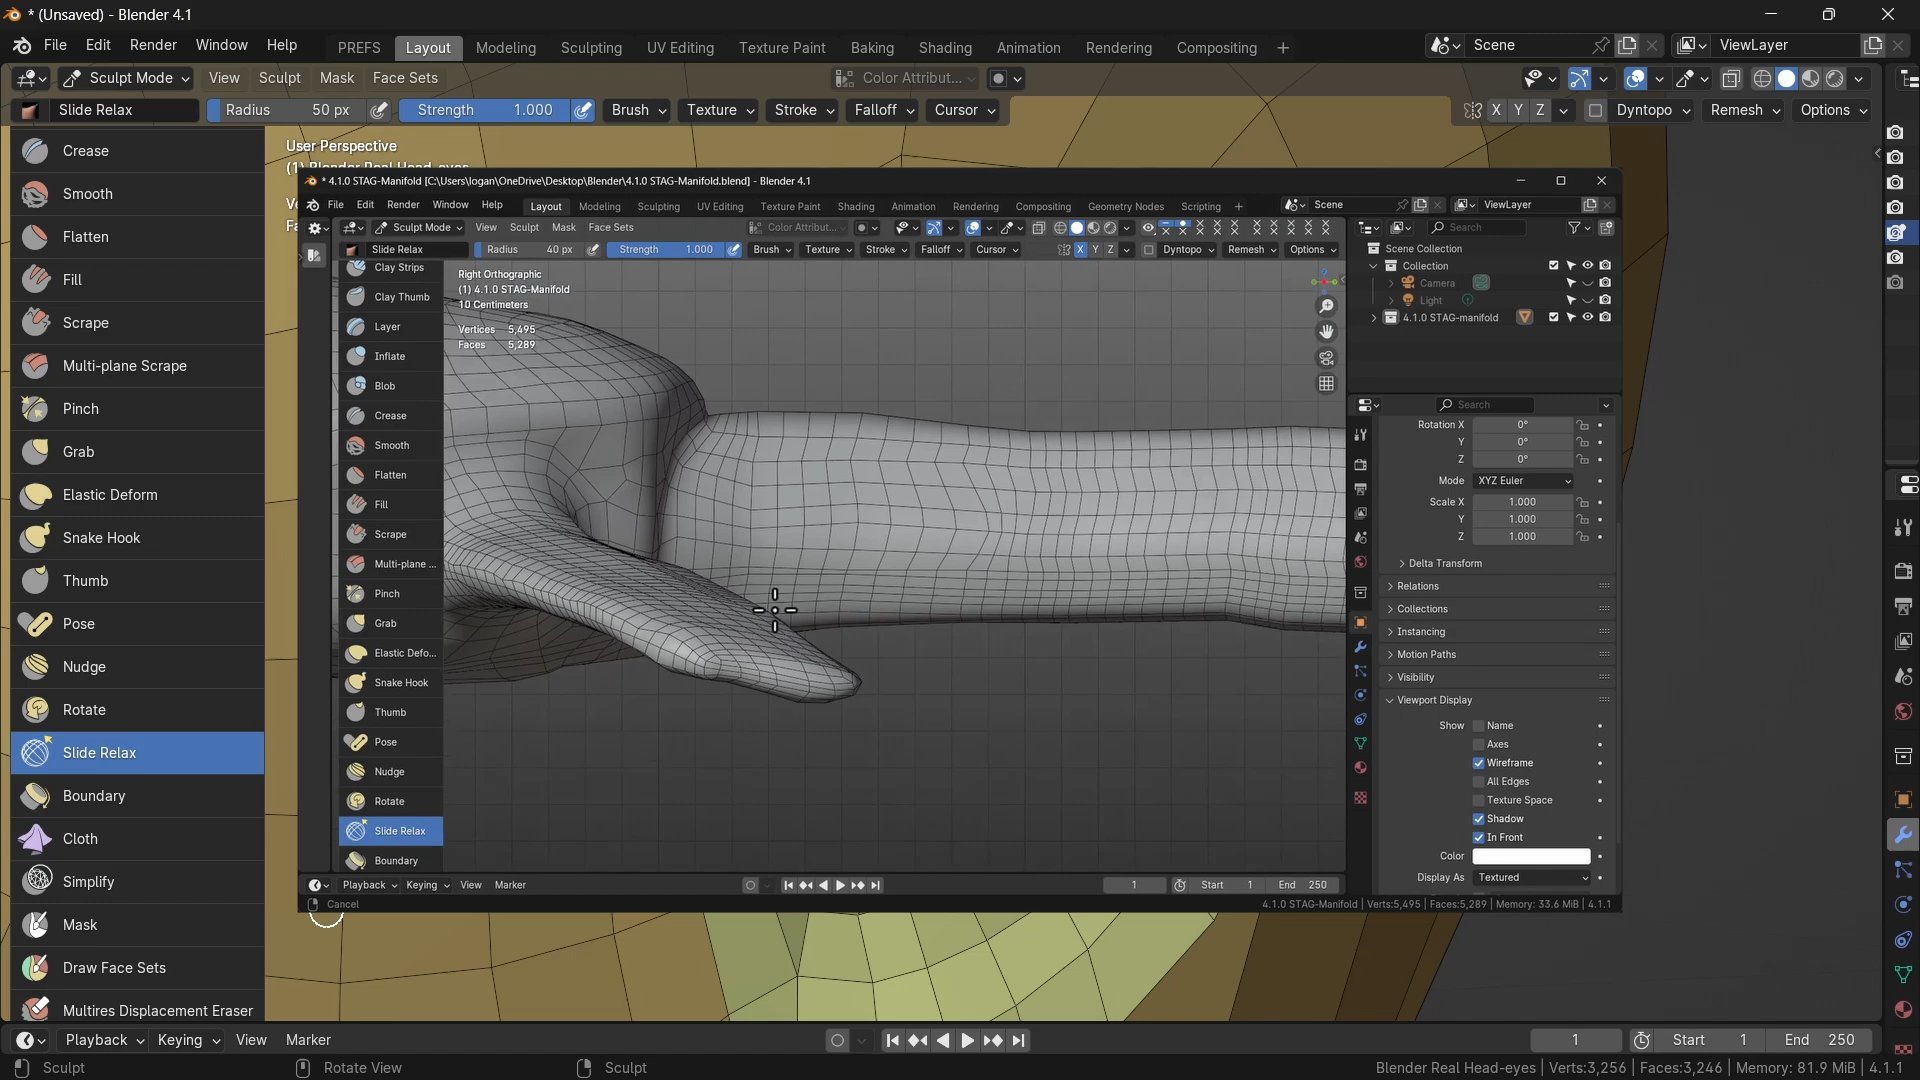 * (Unsaved) - Blender 4.1
File Edit Render Window Help PREFS Layout Modeling Sculpting UV Editing Texture Paint Baking Shading Animation Rendering Compositing + Scene ViewLayer
Sculpt Mode View Sculpt Mask Face Sets Color Attribut...
Slide Relax Radius 50 px Strength 1.000 Brush Texture Stroke Falloff Cursor X Y Z Dyntopo Remesh Options
Crease
Smooth
Flatten
Fill
Scrape
Multi-plane Scrape
Pinch
Grab
Elastic Deform
Snake Hook
Thumb
Pose
Nudge
Rotate
Slide Relax
Boundary
Cloth
Simplify
Mask
Draw Face Sets
Multires Displacement Eraser
User Perspective
(1) Blender Real Head-eyes
* 4.1.0 STAG-Manifold [C:\Users\logan\OneDrive\Desktop\Blender\4.1.0 STAG-Manifold.blend] - Blender 4.1
File Edit Render Window Help Layout Modeling Sculpting UV Editing Texture Paint Shading Animation Rendering Compositing Geometry Nodes Scripting + Scene ViewLayer
Sculpt Mode View Sculpt Mask Face Sets Color Attribut... Search
Slide Relax Radius 40 px Strength 1.000 Brush Texture Stroke Falloff Cursor X Y Z Dyntopo Remesh Options
Clay Strips
Clay Thumb
Layer
Inflate
Blob
Crease
Smooth
Flatten
Fill
Scrape
Multi-plane ...
Pinch
Grab
Elastic Defo...
Snake Hook
Thumb
Pose
Nudge
Rotate
Slide Relax
Boundary
Right Orthographic
(1) 4.1.0 STAG-Manifold
10 Centimeters
Vertices 5,495
Faces 5,289
Scene Collection
Collection
Camera
Light
4.1.0 STAG-manifold
Search
Rotation X 0°
Y 0°
Z 0°
Mode XYZ Euler
Scale X 1.000
Y 1.000
Z 1.000
Delta Transform
Relations
Collections
Instancing
Motion Paths
Visibility
Viewport Display
Show Name
Axes
Wireframe
All Edges
Texture Space
Shadow
In Front
Color
Display As Textured
Playback Keying View Marker 1 Start 1 End 250
Cancel 4.1.0 STAG-Manifold | Verts:5,495 | Faces:5,289 | Memory: 33.6 MiB | 4.1.1
Playback Keying View Marker 1 Start 1 End 250
Sculpt Rotate View Sculpt Blender Real Head-eyes | Verts:3,256 | Faces:3,246 | Memory: 81.9 MiB | 4.1.1